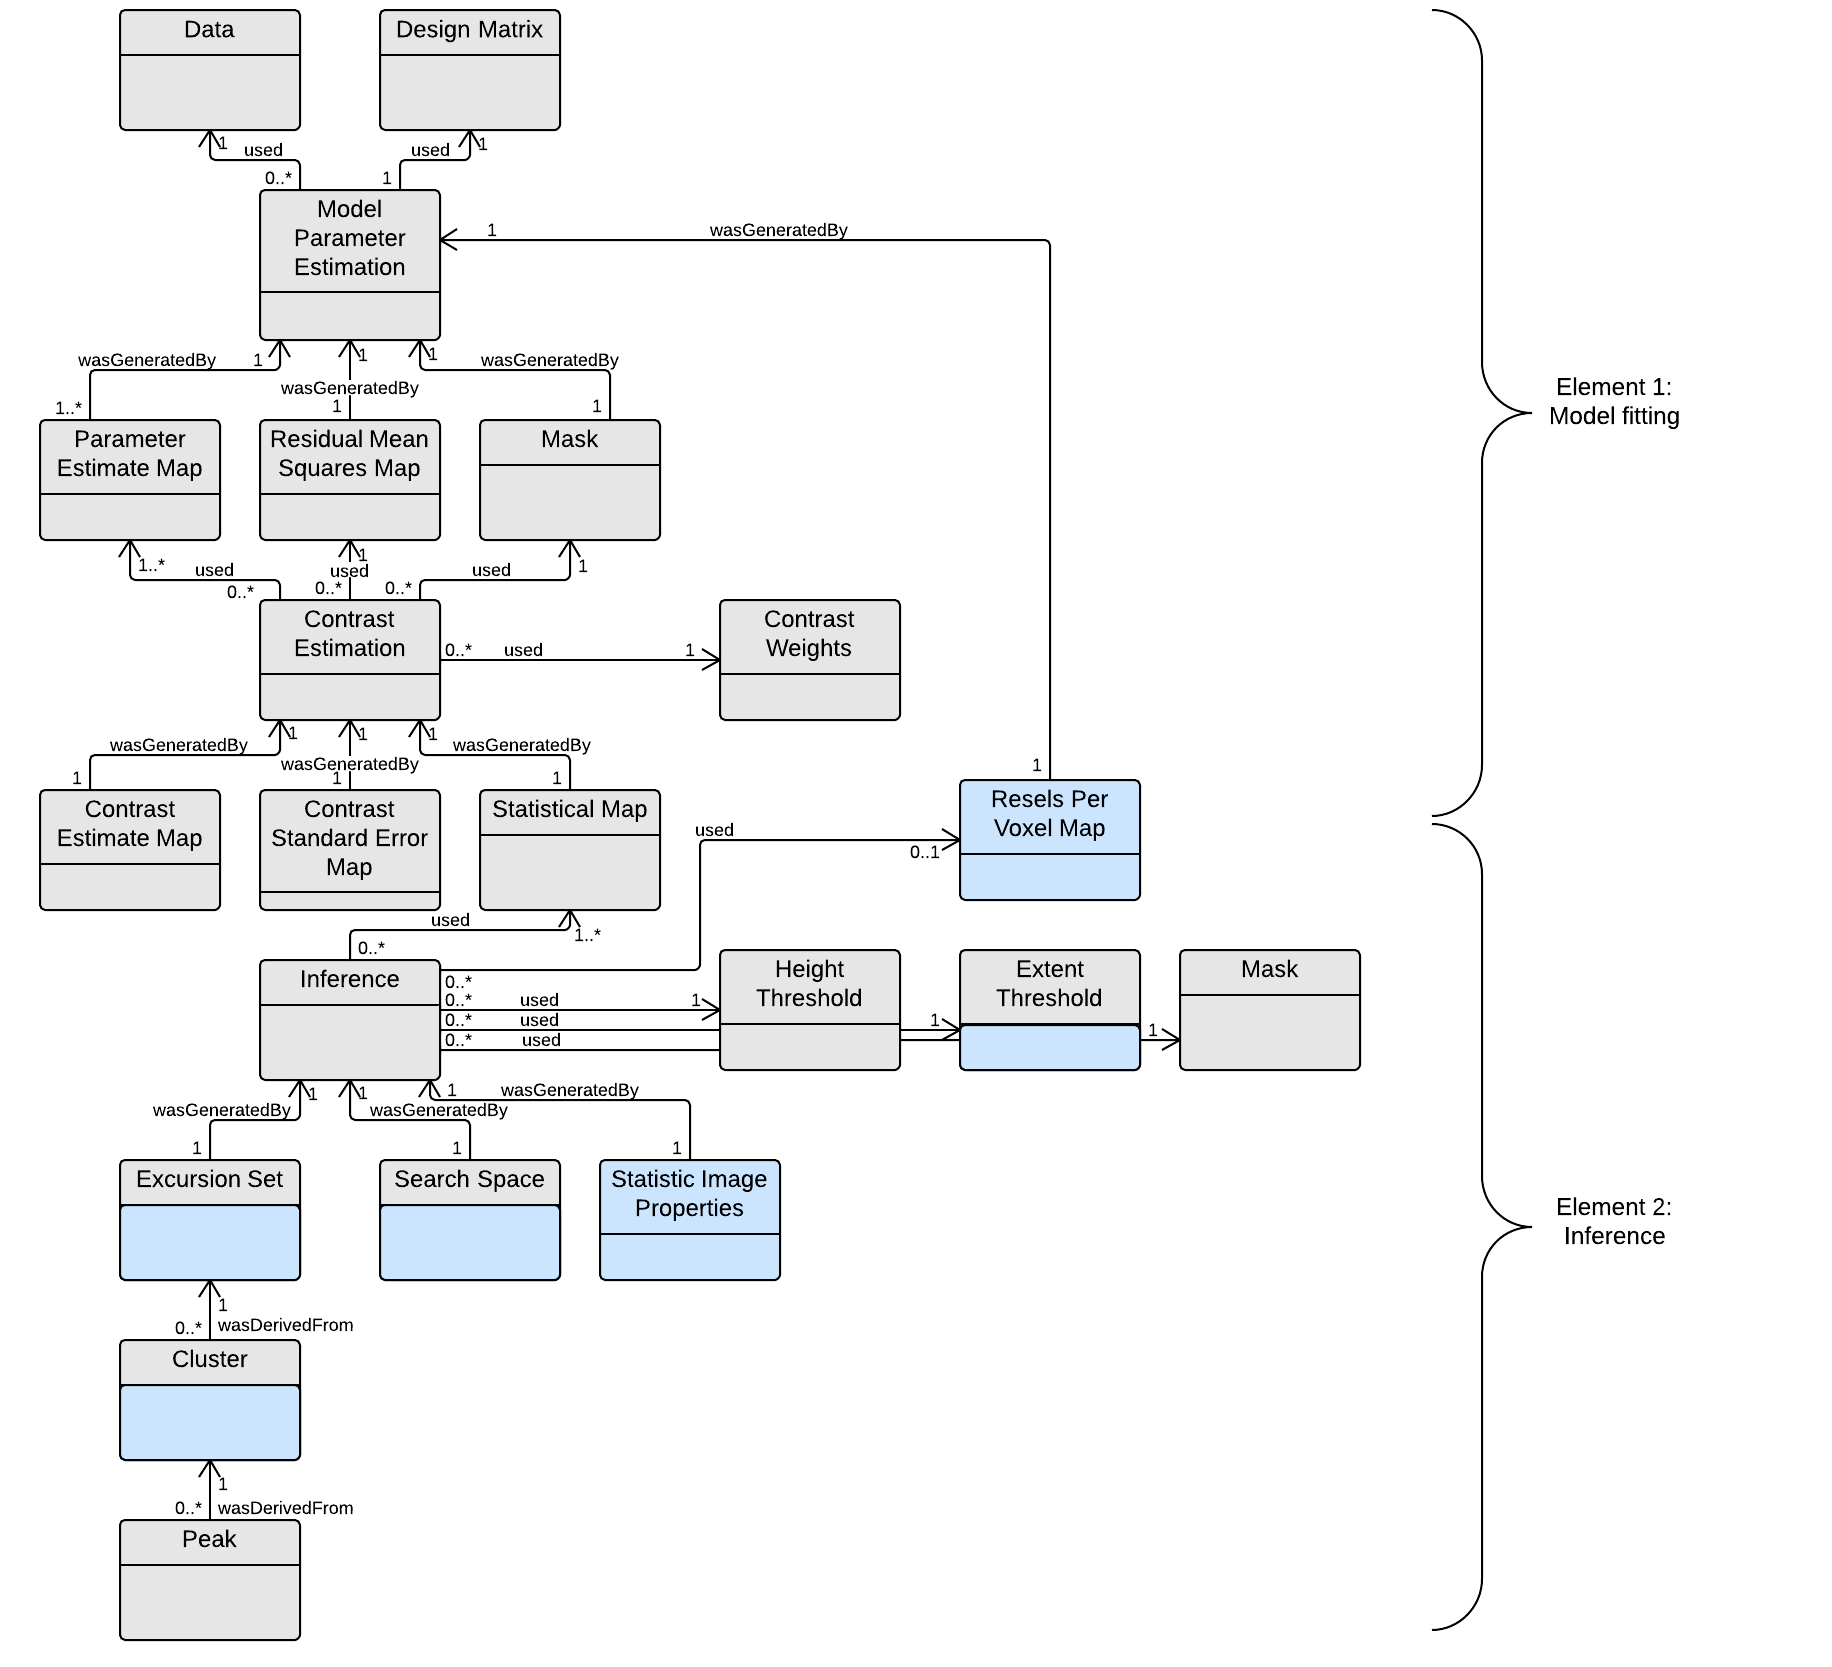 Data
Design Matrix
1
used
0..*
1
used
1
Model
Parameter
Estimation
1
wasGeneratedBy
wasGeneratedBy
1
1
1
wasGeneratedBy
wasGeneratedBy
1..*
1
1
Element 1:
Model fitting
Parameter
Estimate Map
Residual Mean
Squares Map
Mask
1..*
used
0..*
1
used
0..*
used
0..*
1
Contrast
Estimation
0..*
used
1
Contrast
Weights
wasGeneratedBy
1
1
1
wasGeneratedBy
wasGeneratedBy
1
1
1
1
Contrast
Estimate Map
Contrast
Standard Error
Map
Statistical Map
Resels Per
Voxel Map
used
0..1
used
0..*
1..*
Inference
0..*
0..*
used
1
0..*
used
1
0..*
used
1
Height
Threshold
Extent
Threshold
Mask
wasGeneratedBy
1
1
wasGeneratedBy
1
wasGeneratedBy
1
1
1
Excursion Set
Search Space
Statistic Image
Properties
Element 2:
Inference
1
0..*
wasDerivedFrom
Cluster
1
0..*
wasDerivedFrom
Peak